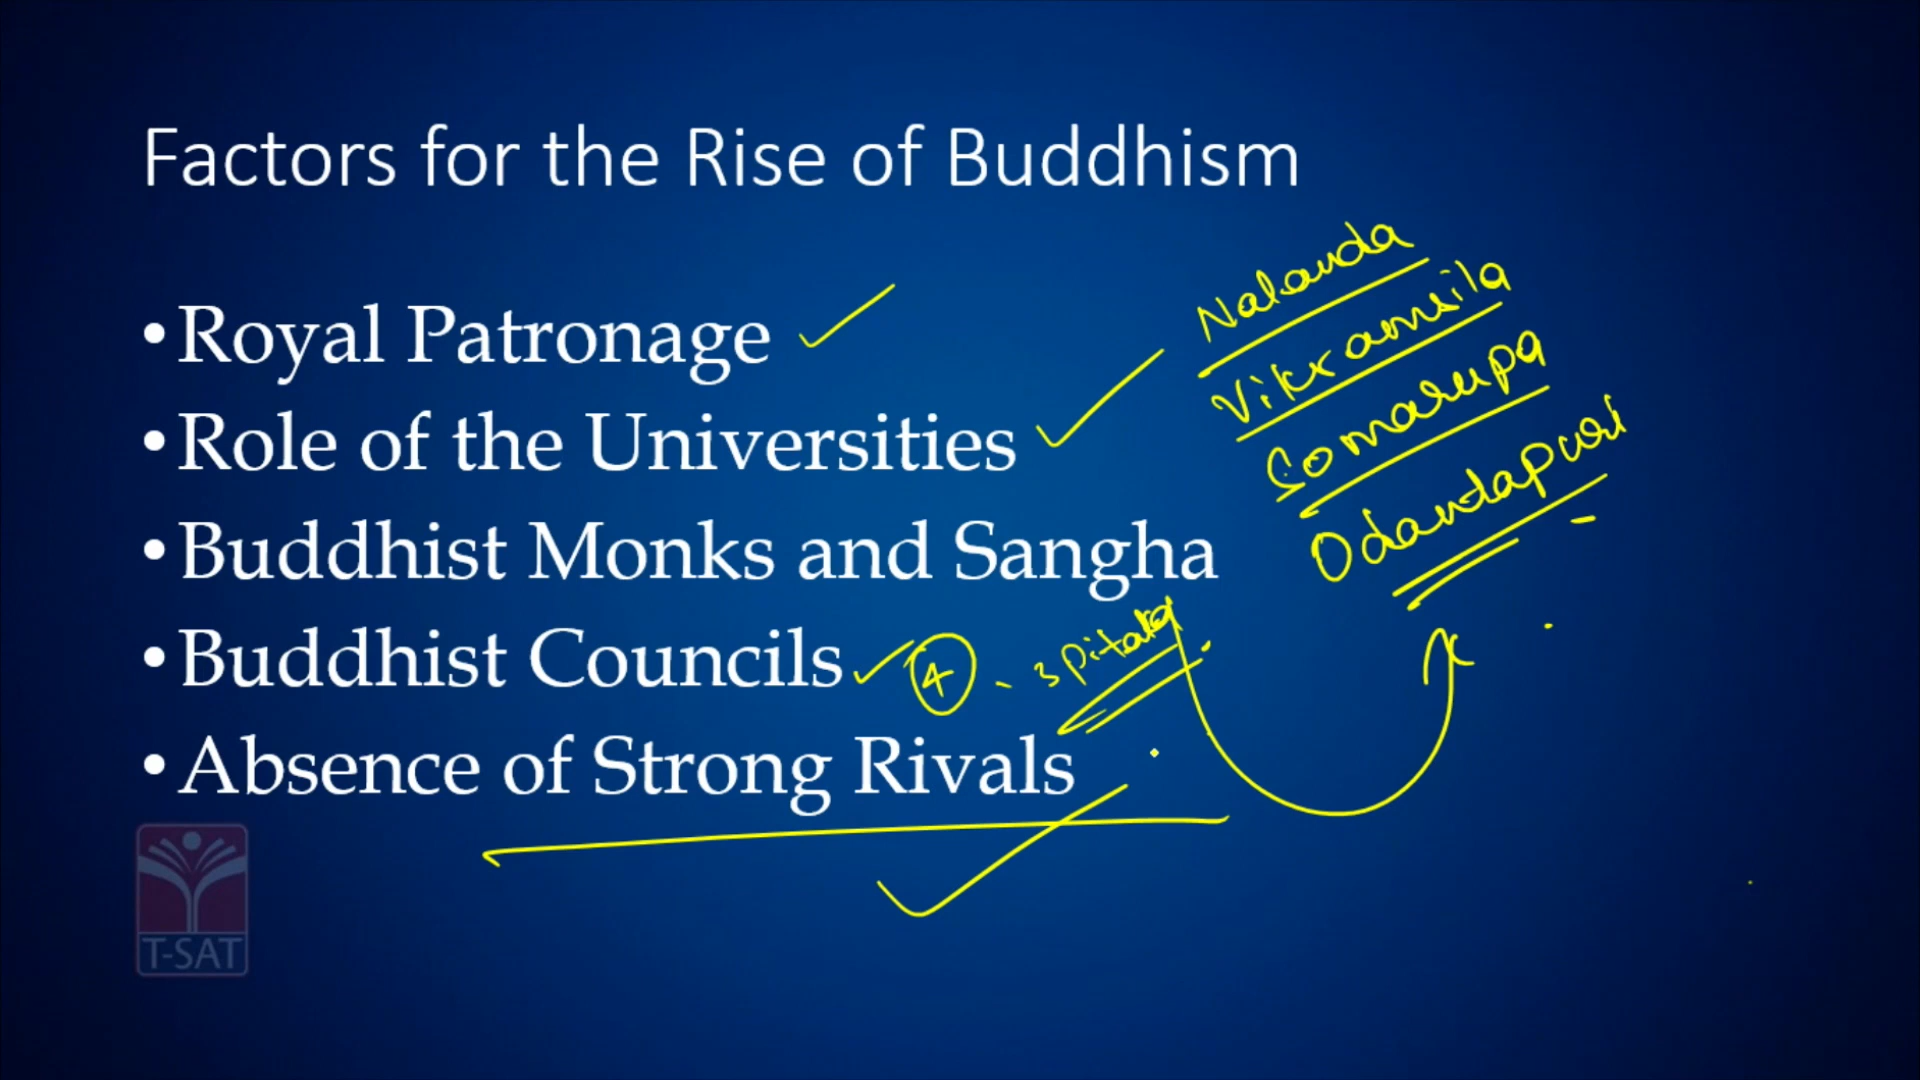 Factors for the Rise of Buddhism
•Royal Patronage
•Role of the Universities
•Buddhist Monks and Sangha
•Buddhist Councils
•Absence of Strong Rivals
Nalanda
Vikramsila
Somarupa
Odandapuri
4 - 3 Pitaka
T-SAT